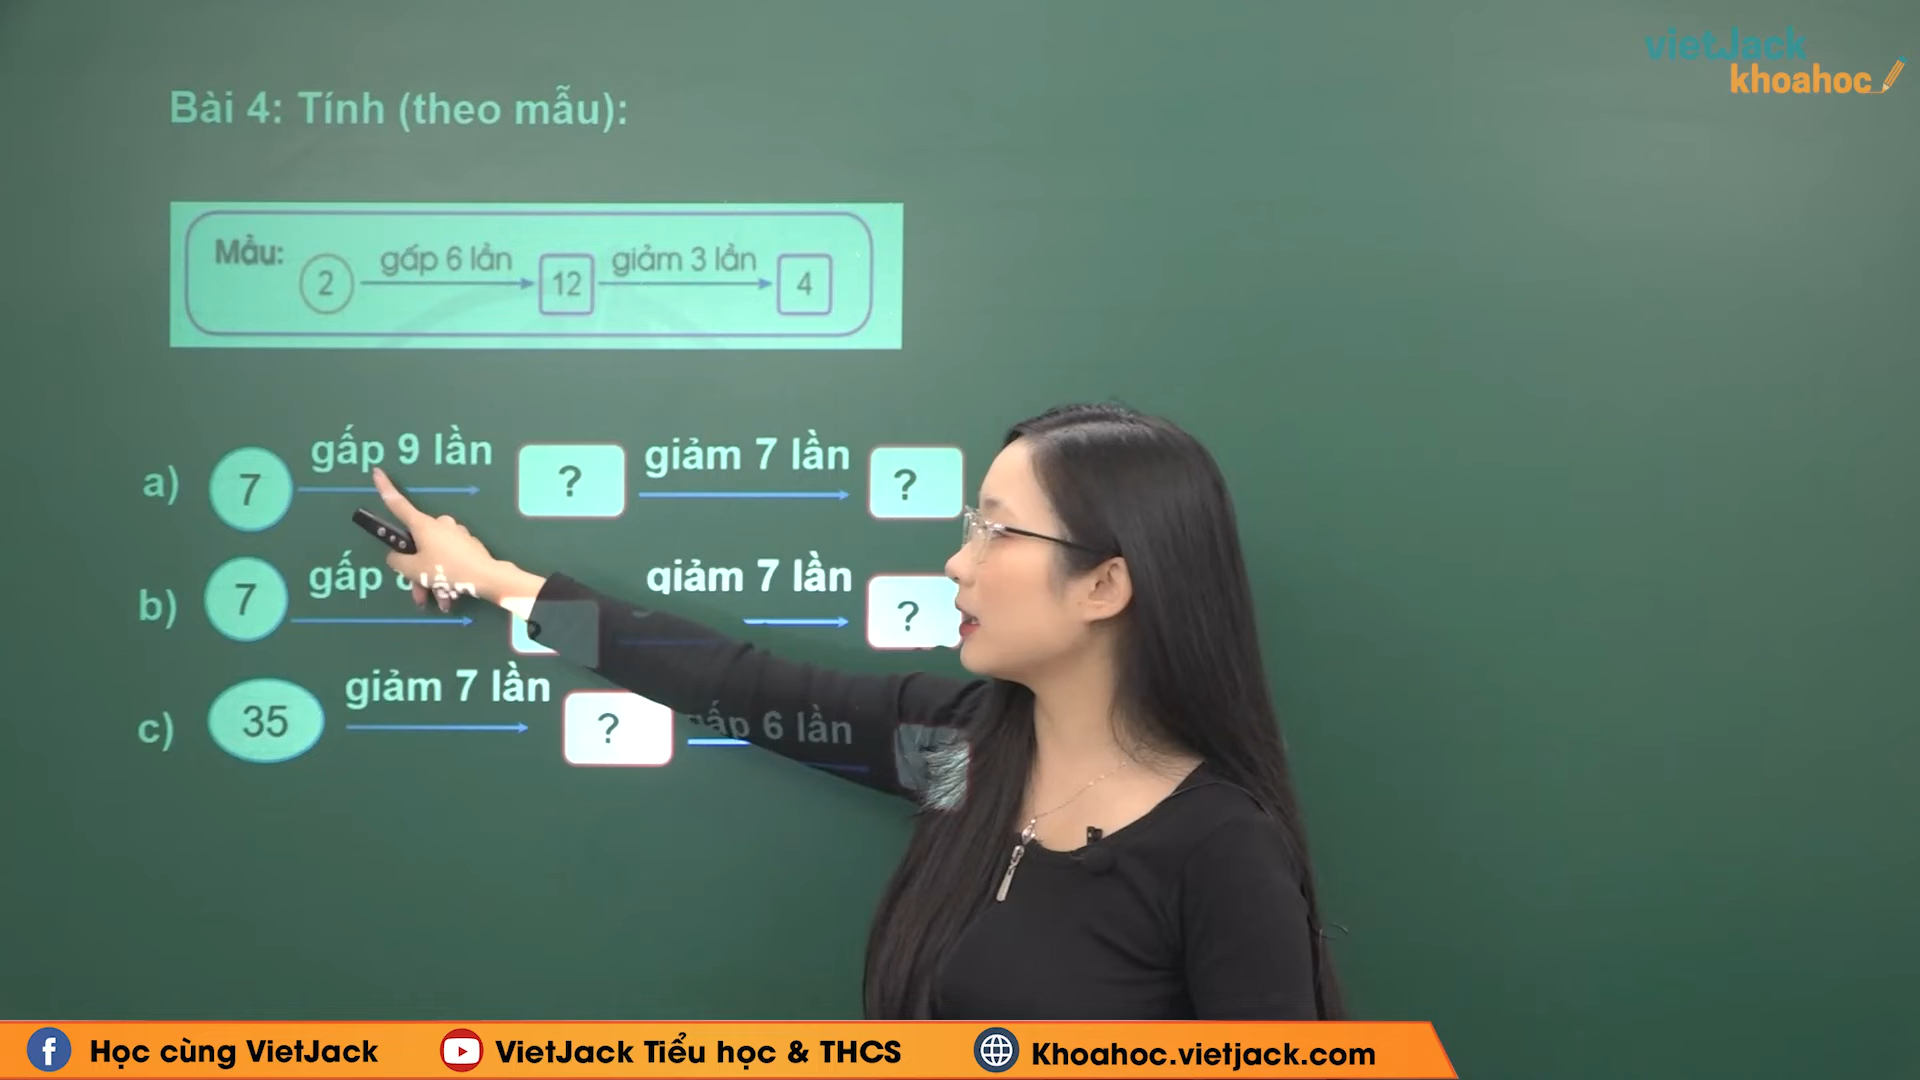 vietJack
khoahoc
Bài 4: Tính (theo mẫu):
Mẫu: 2 gấp 6 lần 12 giảm 3 lần 4
a) 7 gấp 9 lần ? giảm 7 lần ?
b) 7 gấp lần giảm 7 lần ?
c) 35 giảm 7 lần ? gấp 6 lần
Học cùng VietJack
VietJack Tiểu học & THCS
Khoahoc.vietjack.com